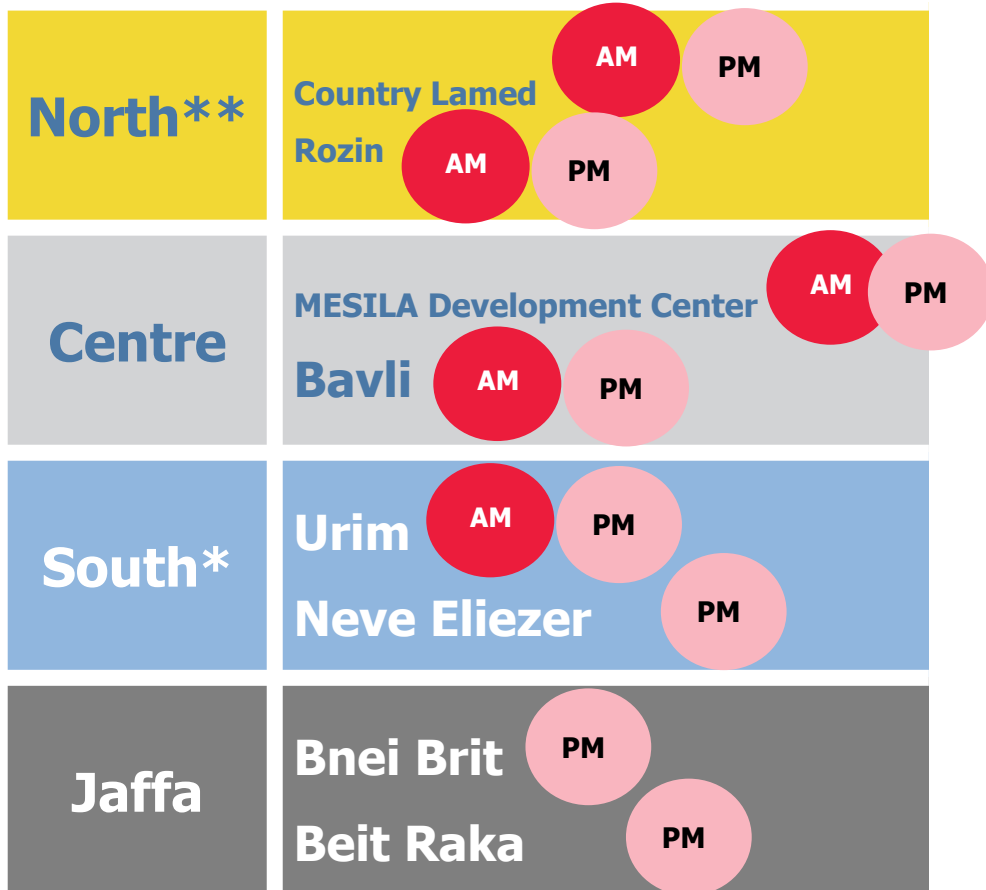 North**
Country Lamed AM PM
Rozin AM PM
Centre
MESILA Development Center AM PM
Bavli AM PM
South*
Urim AM PM
Neve Eliezer PM
Jaffa
Bnei Brit PM
Beit Raka PM